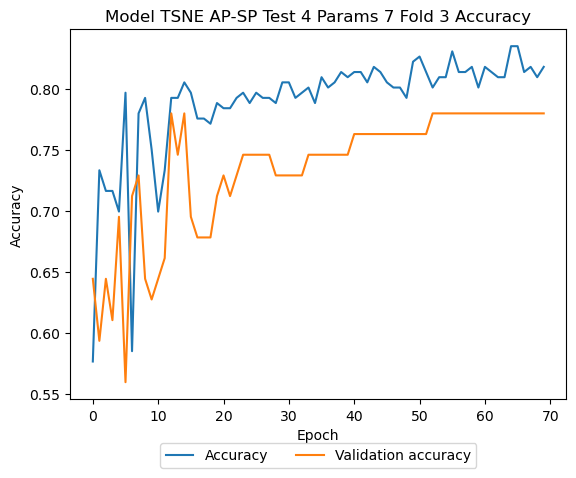 Model TSNE AP-SP Test 4 Params 7 Fold 3 Accuracy
0.80
0.75
0.70
0.65
0.60
0.55
Accuracy
0 10 20 30 40 50 60 70
Epoch
Accuracy Validation accuracy